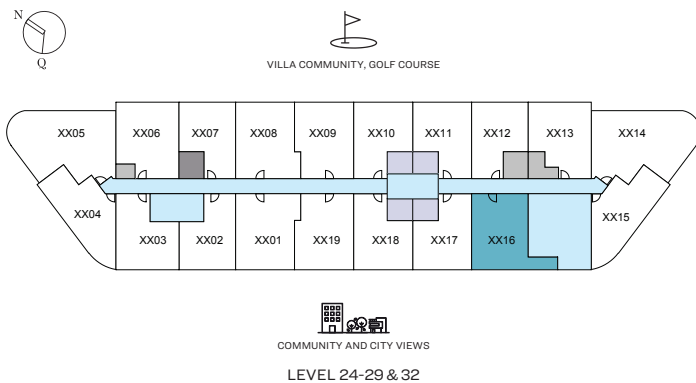 N
Q
VILLA COMMUNITY, GOLF COURSE
XX05 XX06 XX07 XX08 XX09 XX10 XX11 XX12 XX13 XX14
XX04 XX03 XX02 XX01 XX19 XX18 XX17 XX16 XX15
COMMUNITY AND CITY VIEWS
LEVEL 24-29 & 32